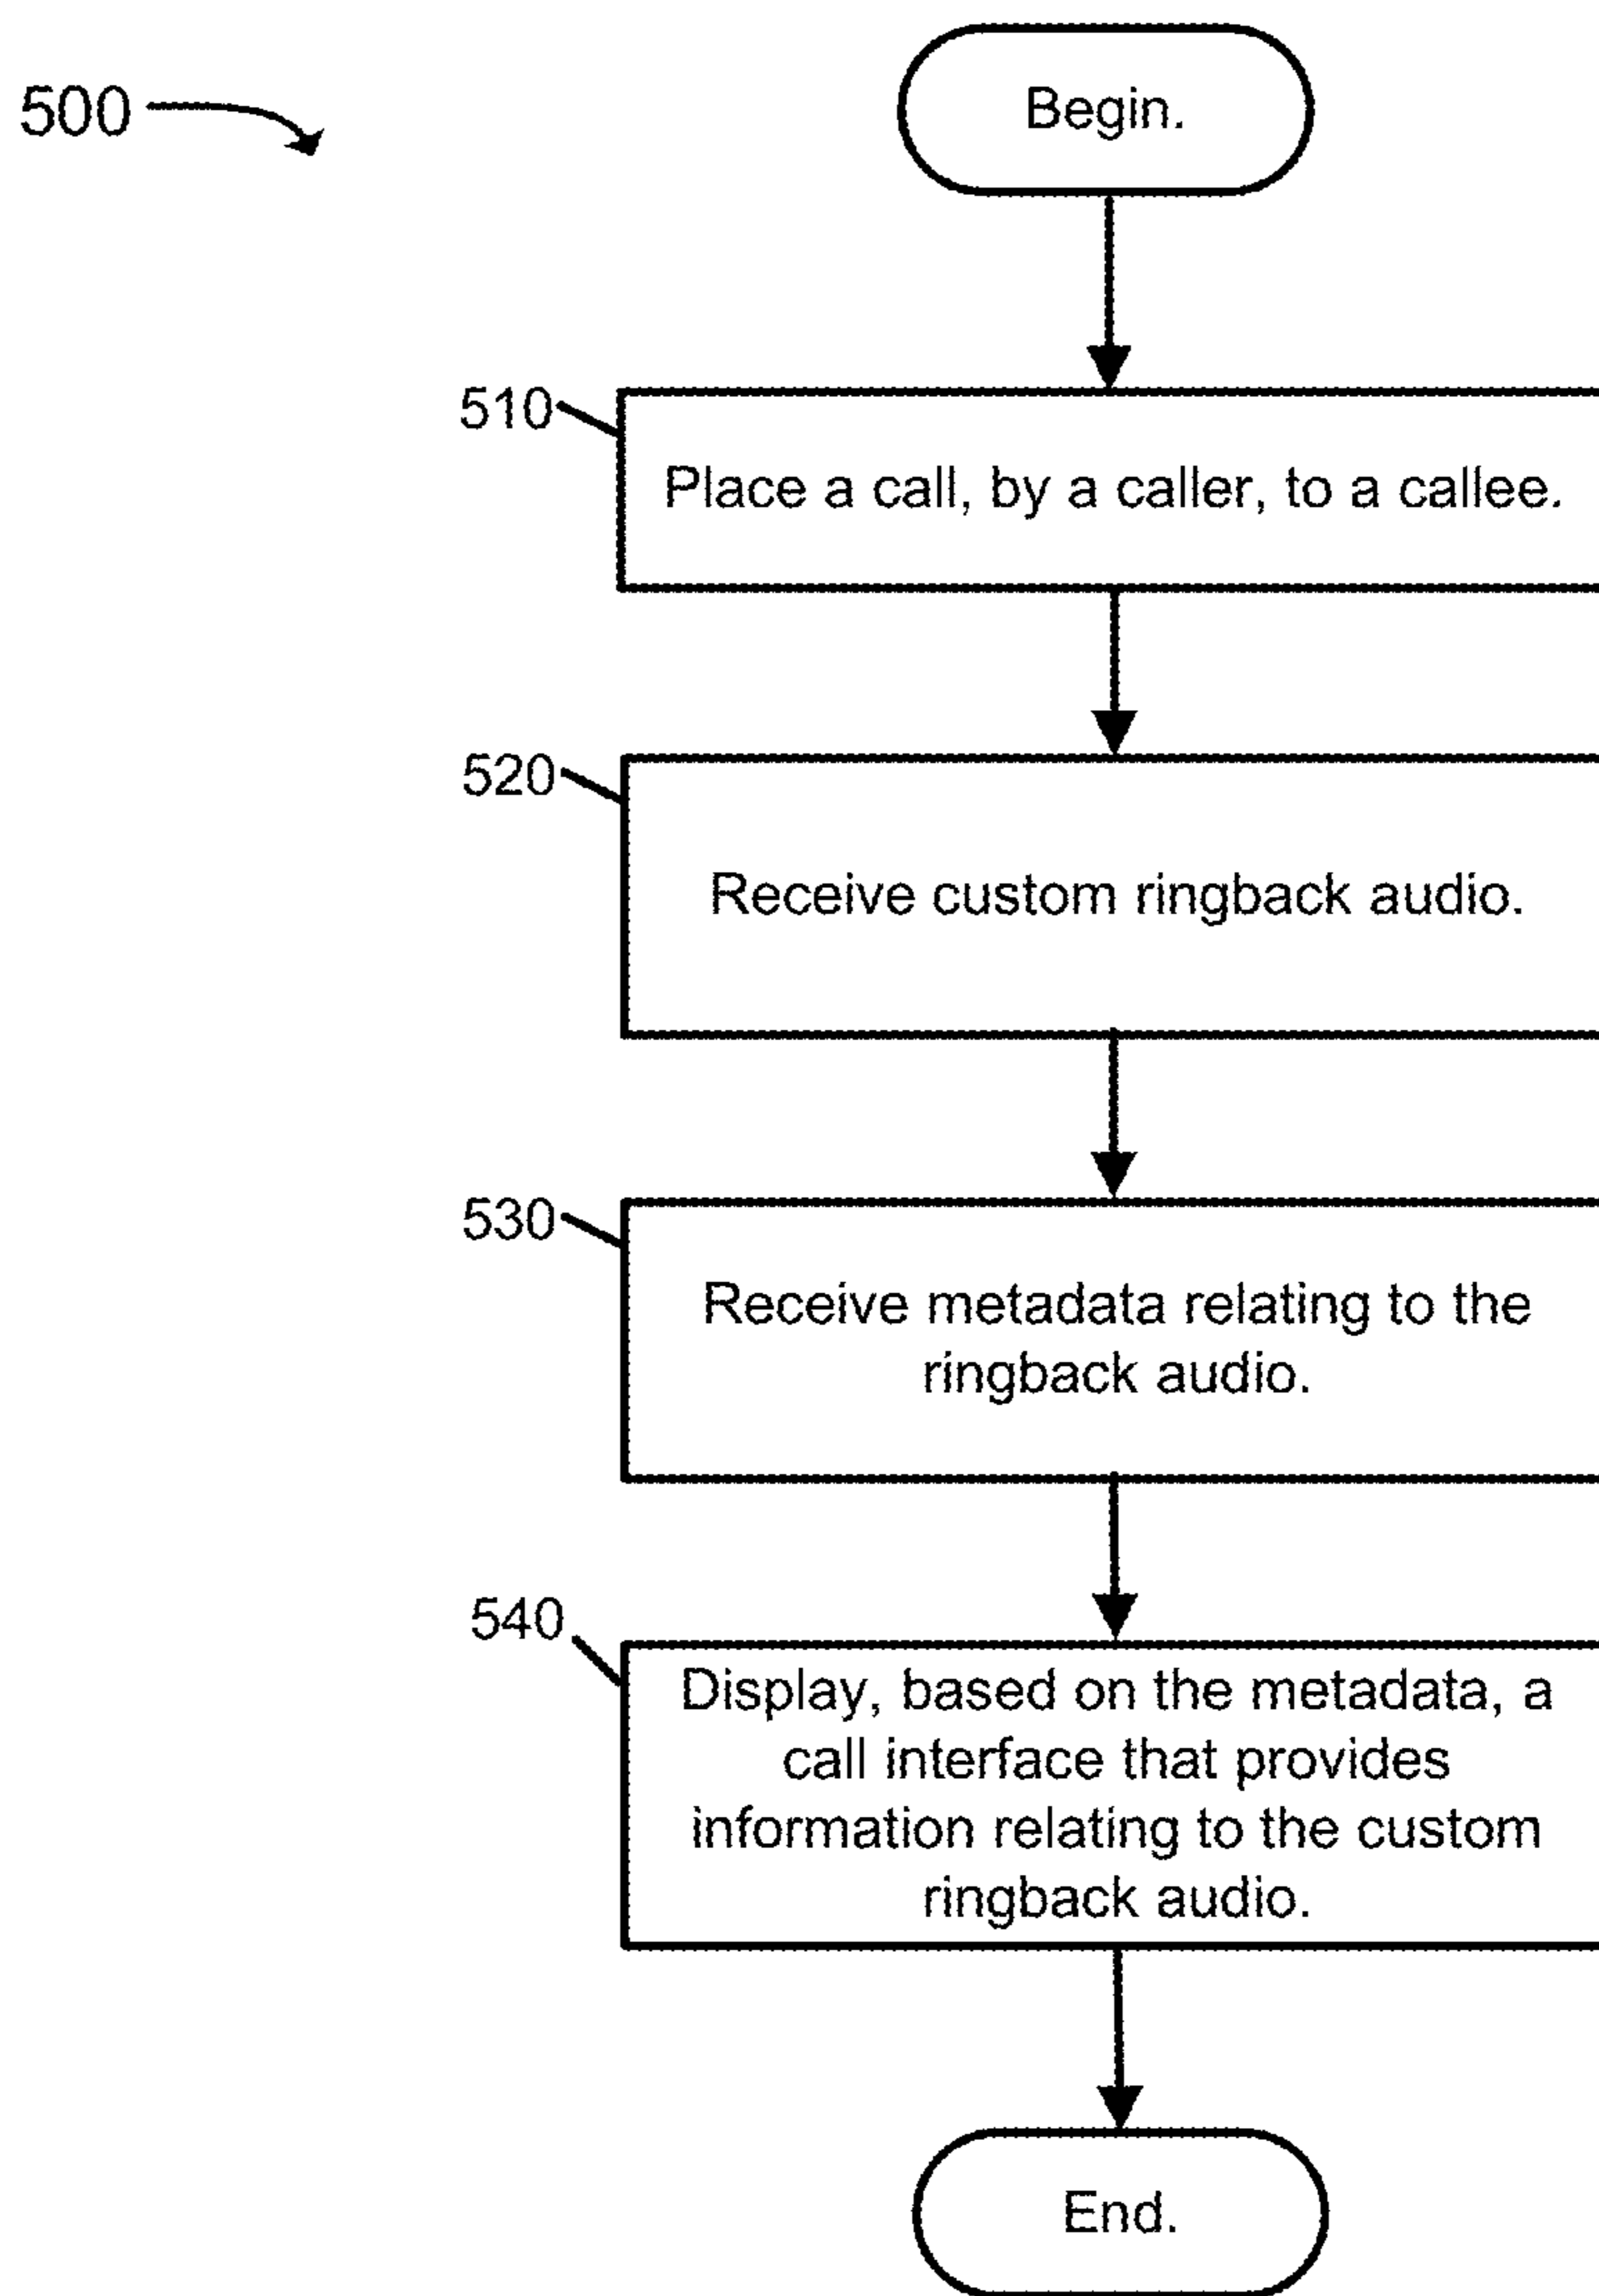 500
Begin.
510
Place a call, by a caller, to a callee.
520
Receive custom ringback audio.
530
Receive metadata relating to the
ringback audio.
540
Display, based on the metadata, a
call interface that provides
information relating to the custom
ringback audio.
End.